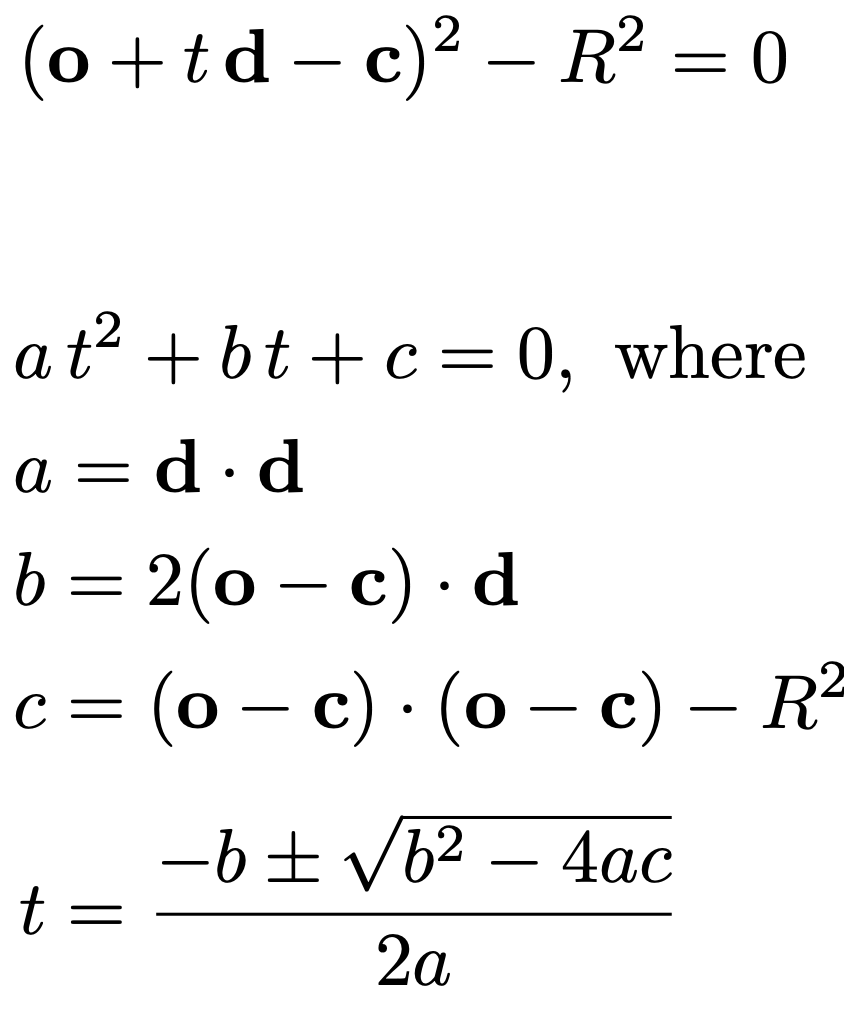 (𝐨 + t 𝐝 − 𝐜)² − R² = 0
a t² + b t + c = 0, where
a = 𝐝 · 𝐝
b = 2(𝐨 − 𝐜) · 𝐝
c = (𝐨 − 𝐜) · (𝐨 − 𝐜) − R²
t = (−b ± √(b² − 4ac)) / 2a